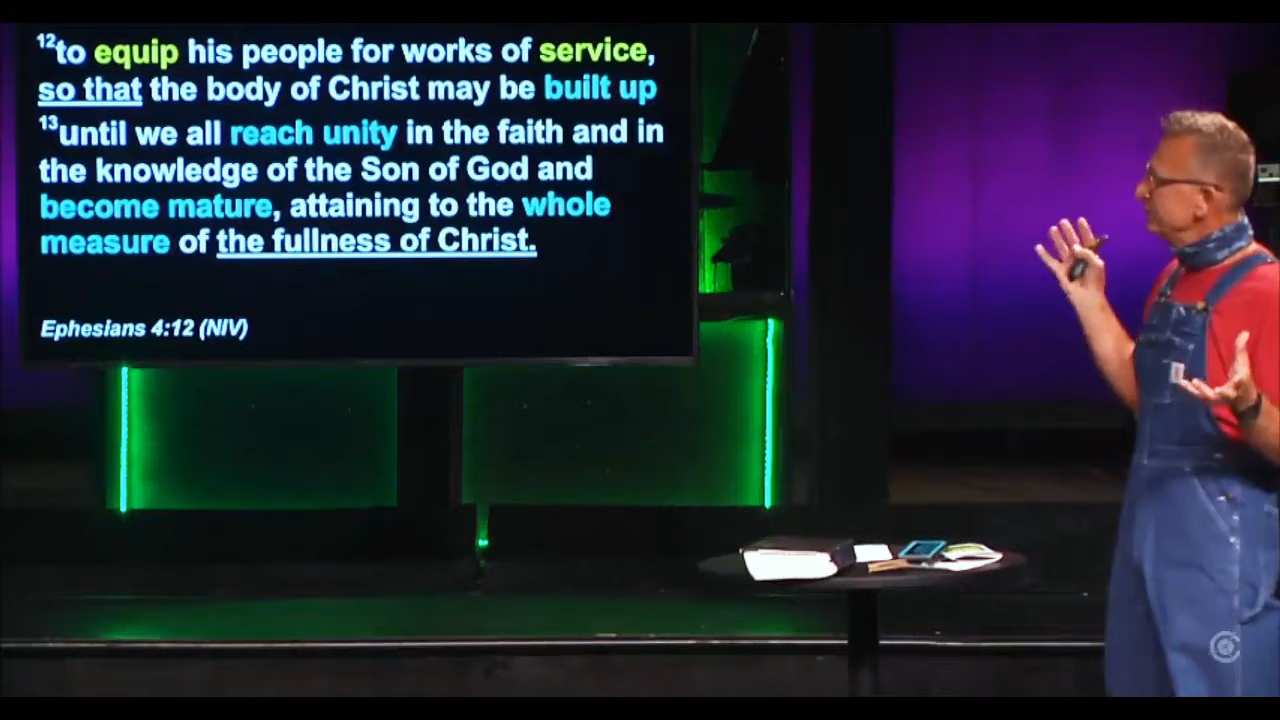 ¹²to equip his people for works of service,
so that the body of Christ may be built up
¹³until we all reach unity in the faith and in
the knowledge of the Son of God and
become mature, attaining to the whole
measure of the fullness of Christ.
Ephesians 4:12 (NIV)